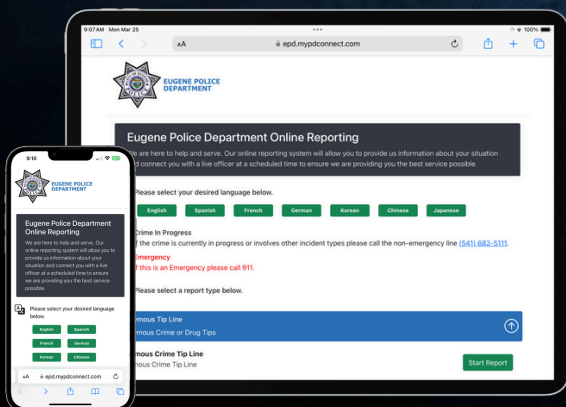 9:07 AM Mon Mar 25
100%
AA
epd.mypdconnect.com
EUGENE POLICE
DEPARTMENT
Eugene Police Department Online Reporting
We are here to help and serve. Our online reporting system will allow you to provide us information about your situation
and connect you with a live officer at a scheduled time to ensure we are providing you the best service possible.
Please select your desired language below.
English Spanish French German Korean Chinese Japanese
Crime In Progress
If the crime is currently in progress or involves other incident types please call the non-emergency line (541) 682-5111.
Emergency
If this is an Emergency please call 911.
Please select a report type below.
ymous Tip Line
ymous Crime or Drug Tips
mous Crime Tip Line
nous Crime Tip Line
Start Report
9:10
EUGENE POLICE
DEPARTMENT
Eugene Police Department
Online Reporting
We are here to help and serve. Our
online reporting system will allow you to
provide us information about your
situation and connect you with a live
officer at a scheduled time to ensure
we are providing you the best service
possible.
Please select your desired language
below.
English Spanish
French German
Korean Chinese
AA
epd.mypdconnect.com